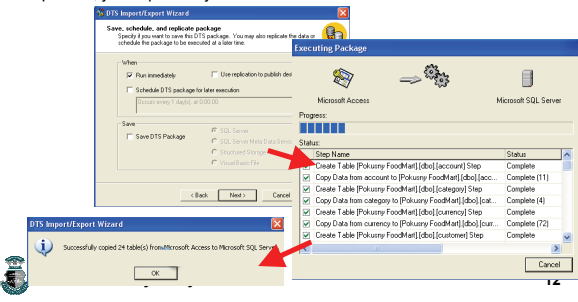 DTS Import/Export Wizard
Save, schedule, and replicate package
Specify if you want to save this DTS package. You may also replicate the data or
schedule the package to be executed at a later time.
When
Run immediately
Use replication to publish
Schedule DTS package for later execution
Occurs every 1 day(s), at 0:00:00
Save
Save DTS Package
SQL Server
SQL Server Meta Data
Structured Storage
Visual Basic File
< Back
Next >
Cancel
Executing Package
Microsoft Access
Microsoft SQL Server
Progress:
Status:
Step Name
Status
Create Table [Pokusny FoodMart].[dbo].[account] Step
Complete
Copy Data from account to [Pokusny FoodMart].[dbo].[acc...
Complete (11)
Create Table [Pokusny FoodMart].[dbo].[category] Step
Complete
Copy Data from category to [Pokusny FoodMart].[dbo].[cat...
Complete (4)
Create Table [Pokusny FoodMart].[dbo].[currency] Step
Complete
Copy Data from currency to [Pokusny FoodMart].[dbo].[curr...
Complete (72)
Create Table [Pokusny FoodMart].[dbo].[customer] Step
Complete
Cancel
DTS Import/Export Wizard
Successfully copied 24 table(s) from Microsoft Access to Microsoft SQL Server
OK
12